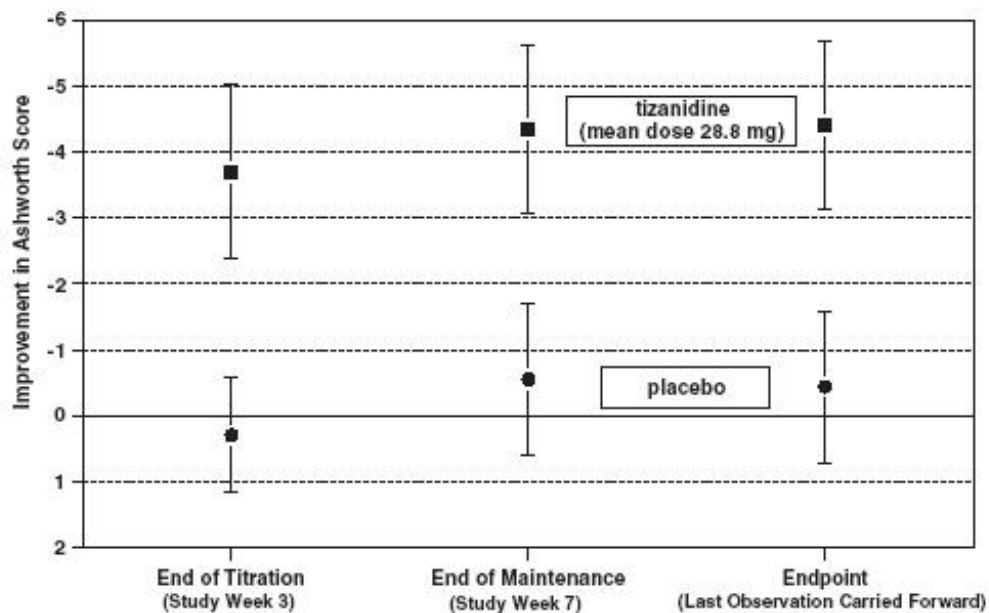 Improvement in Ashworth Score
-6
-5
-4
-3
-2
-1
0
1
2
tizanidine
(mean dose 28.8 mg)
placebo
End of Titration
(Study Week 3)
End of Maintenance
(Study Week 7)
Endpoint
(Last Observation Carried Forward)